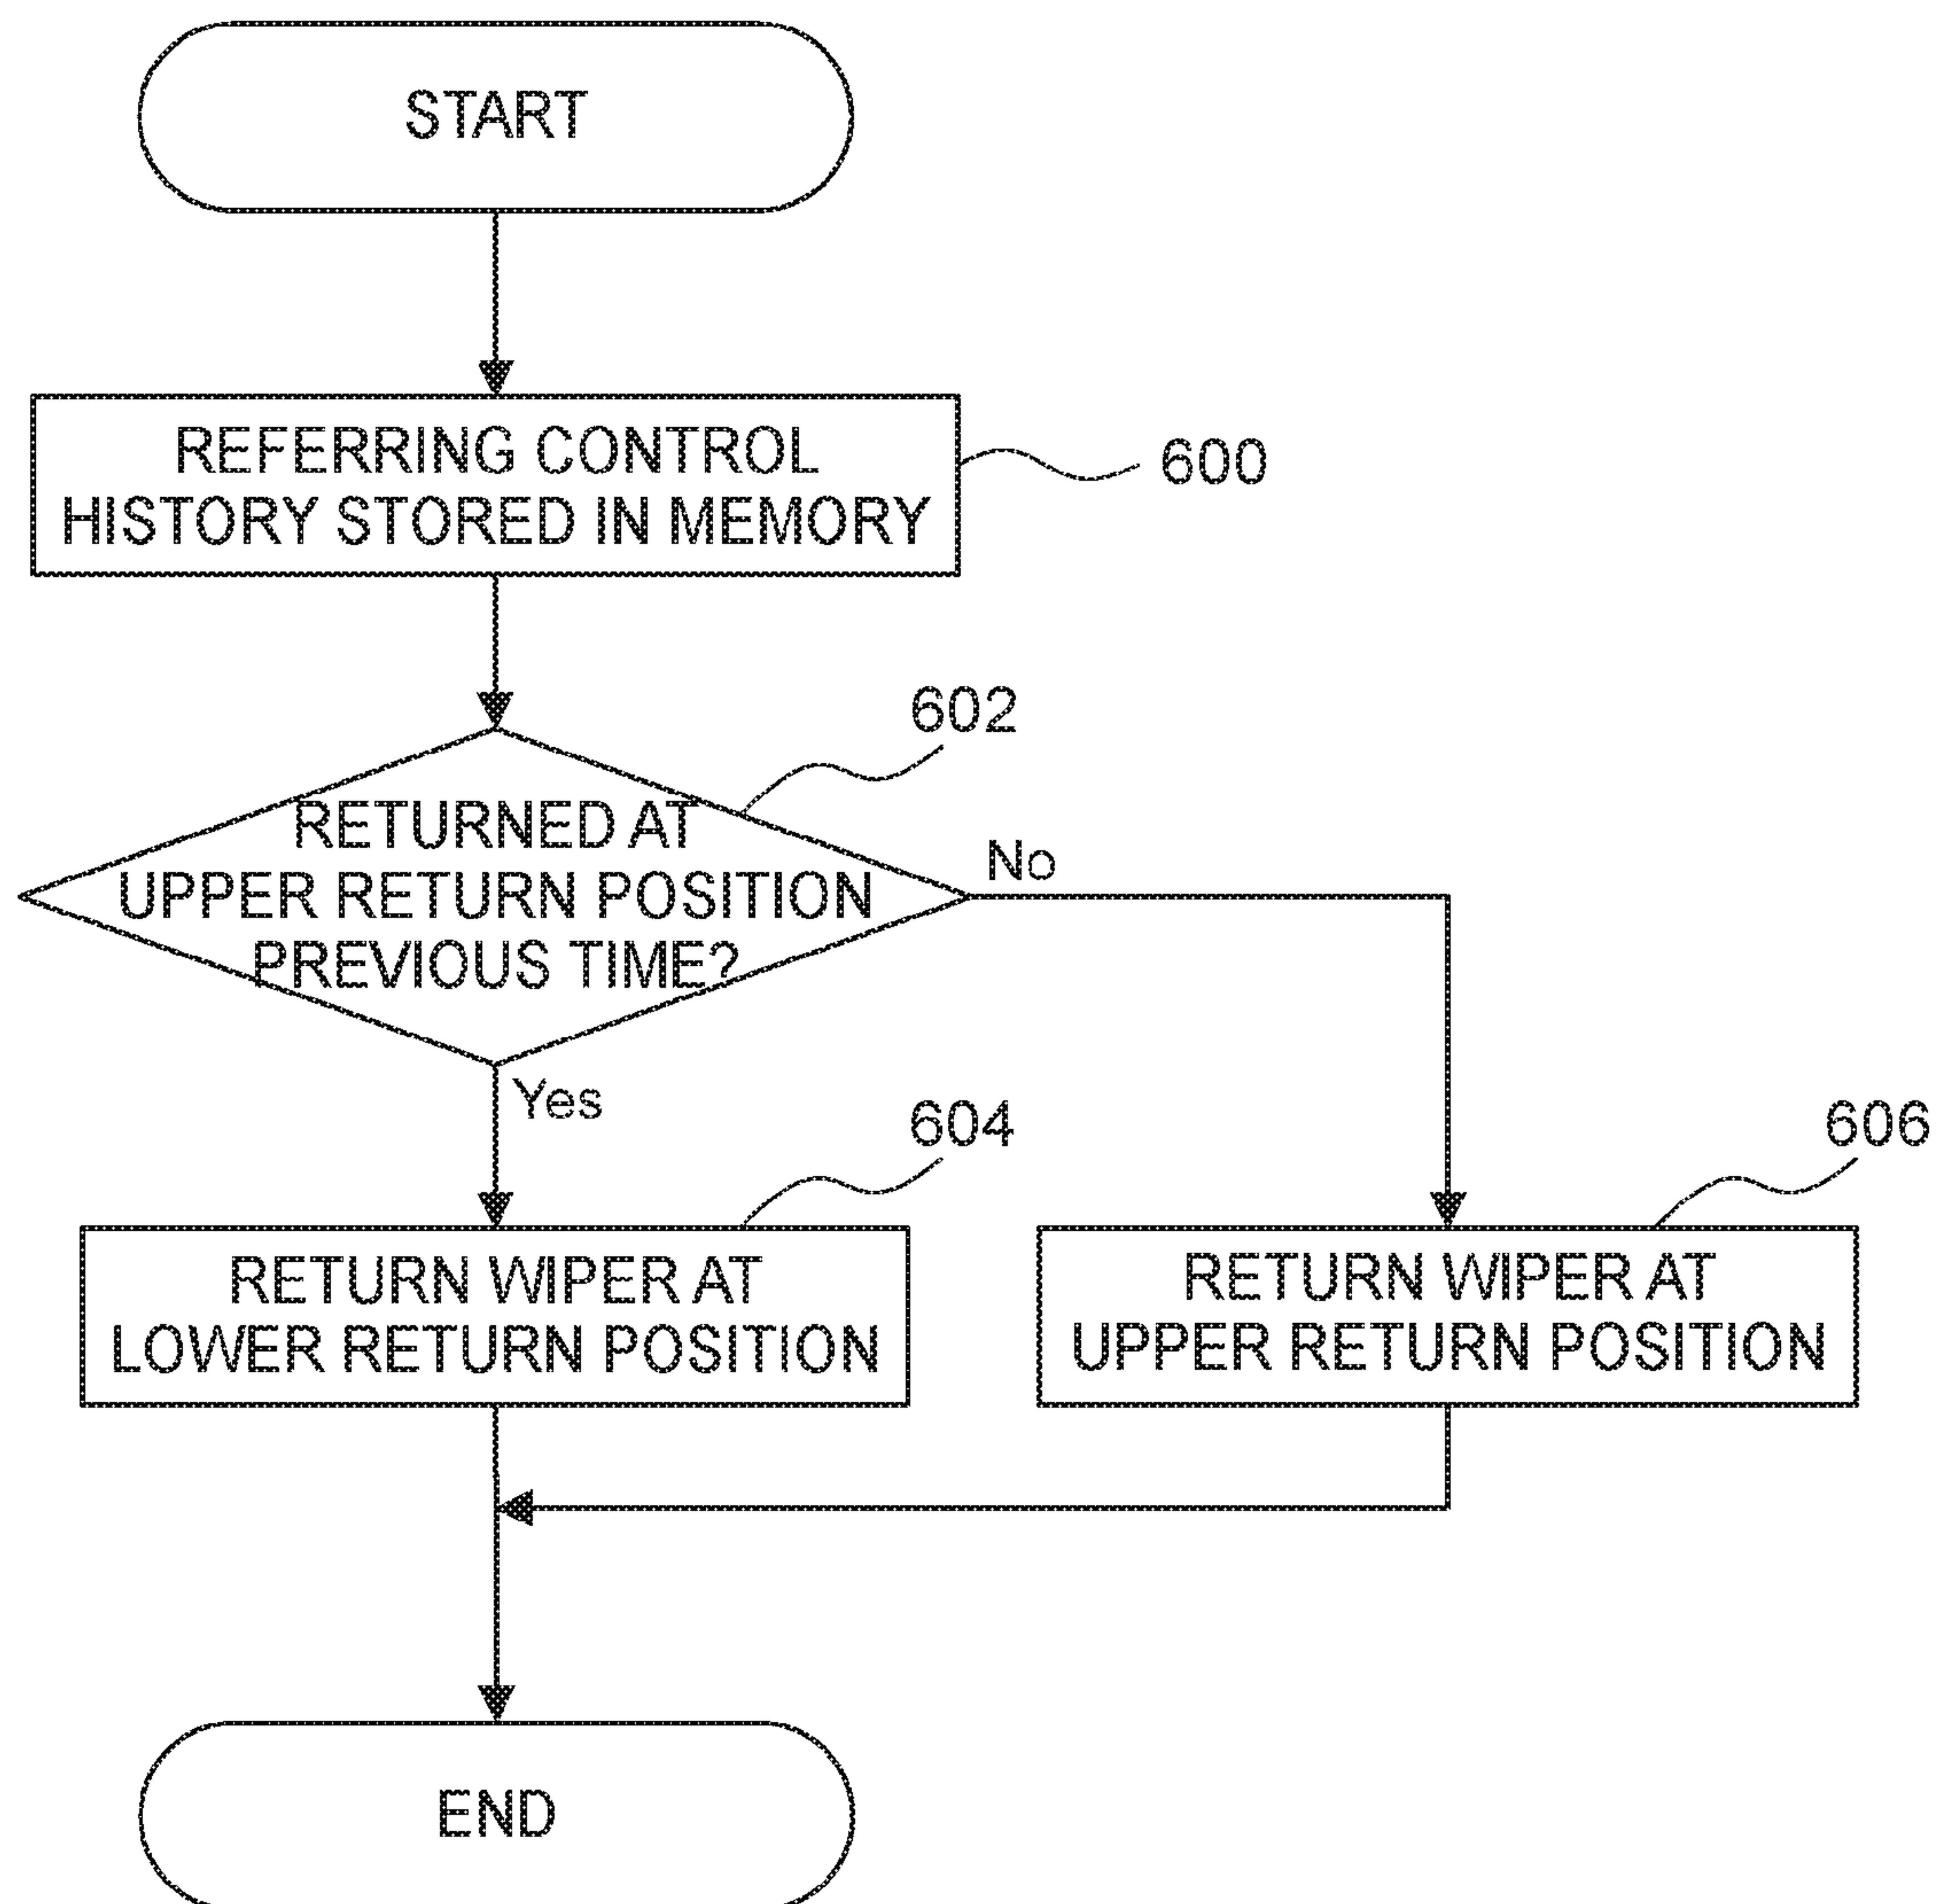 START
REFERRING CONTROL
HISTORY STORED IN MEMORY
600
602
RETURNED AT
UPPER RETURN POSITION
PREVIOUS TIME?
No
Yes
604
606
RETURN WIPER AT
LOWER RETURN POSITION
RETURN WIPER AT
UPPER RETURN POSITION
END